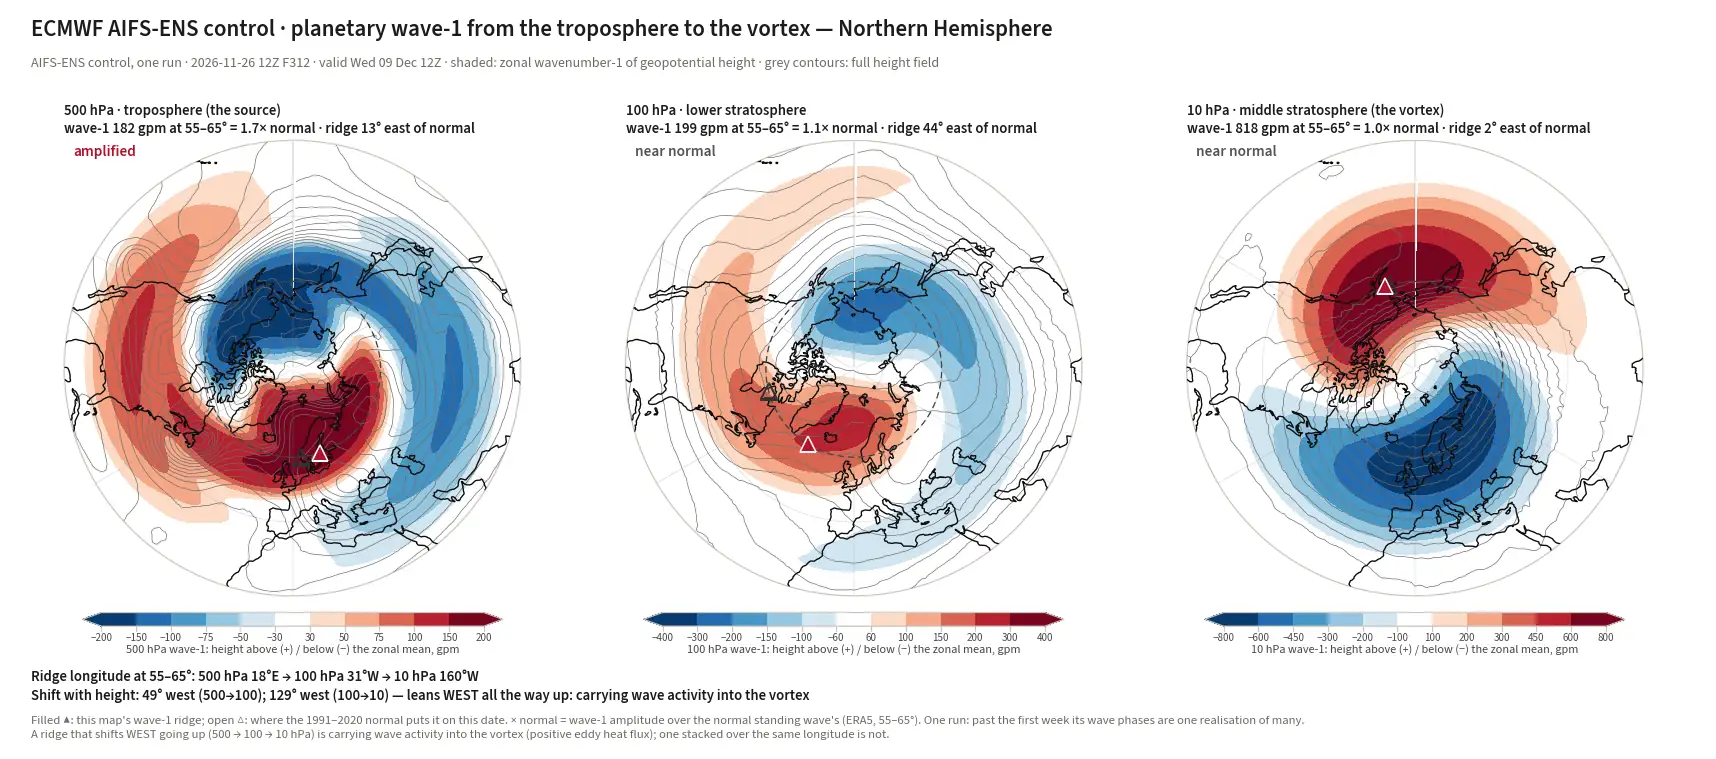 ECMWF AIFS-ENS control · planetary wave-1 from the troposphere to the vortex — Northern Hemisphere
AIFS-ENS control, one run · 2026-11-26 12Z F312 · valid Wed 09 Dec 12Z · shaded: zonal wavenumber-1 of geopotential height · grey contours: full height field
500 hPa · troposphere (the source)
wave-1 182 gpm at 55–65° = 1.7× normal · ridge 13° east of normal
amplified
100 hPa · lower stratosphere
wave-1 199 gpm at 55–65° = 1.1× normal · ridge 44° east of normal
near normal
10 hPa · middle stratosphere (the vortex)
wave-1 818 gpm at 55–65° = 1.0× normal · ridge 2° east of normal
near normal
−200 −150 −100 −75 −50 −30 30 50 75 100 150 200
500 hPa wave-1: height above (+) / below (−) the zonal mean, gpm
−400 −300 −200 −150 −100 −60 60 100 150 200 300 400
100 hPa wave-1: height above (+) / below (−) the zonal mean, gpm
−800 −600 −450 −300 −200 −100 100 200 300 450 600 800
10 hPa wave-1: height above (+) / below (−) the zonal mean, gpm
Ridge longitude at 55–65°: 500 hPa 18°E → 100 hPa 31°W → 10 hPa 160°W
Shift with height: 49° west (500→100); 129° west (100→10) — leans WEST all the way up: carrying wave activity into the vortex
Filled ▲: this map's wave-1 ridge; open △: where the 1991–2020 normal puts it on this date. × normal = wave-1 amplitude over the normal standing wave's (ERA5, 55–65°). One run: past the first week its wave phases are one realisation of many.
A ridge that shifts WEST going up (500 → 100 → 10 hPa) is carrying wave activity into the vortex (positive eddy heat flux); one stacked over the same longitude is not.